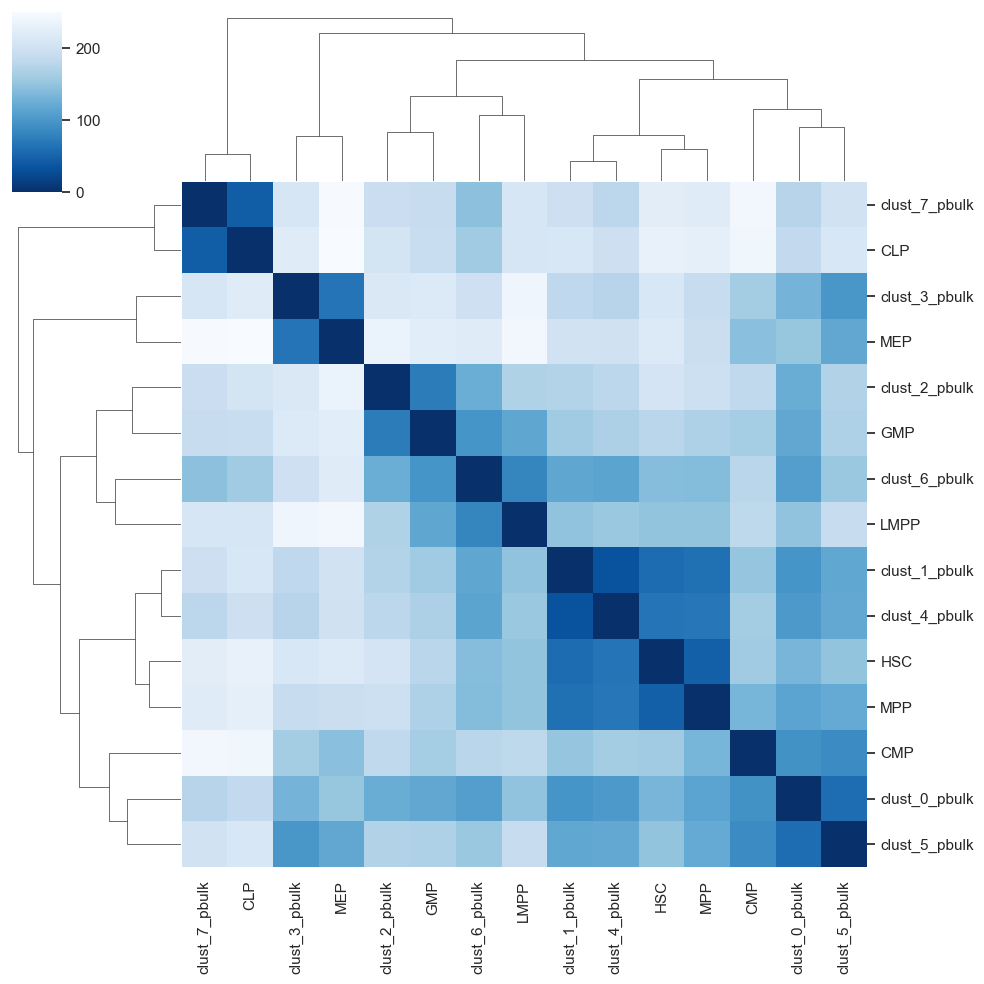 200
100
0
clust_7_pbulk
CLP
clust_3_pbulk
MEP
clust_2_pbulk
GMP
clust_6_pbulk
LMPP
clust_1_pbulk
clust_4_pbulk
HSC
MPP
CMP
clust_0_pbulk
clust_5_pbulk
clust_7_pbulk
CLP
clust_3_pbulk
MEP
clust_2_pbulk
GMP
clust_6_pbulk
LMPP
clust_1_pbulk
clust_4_pbulk
HSC
MPP
CMP
clust_0_pbulk
clust_5_pbulk